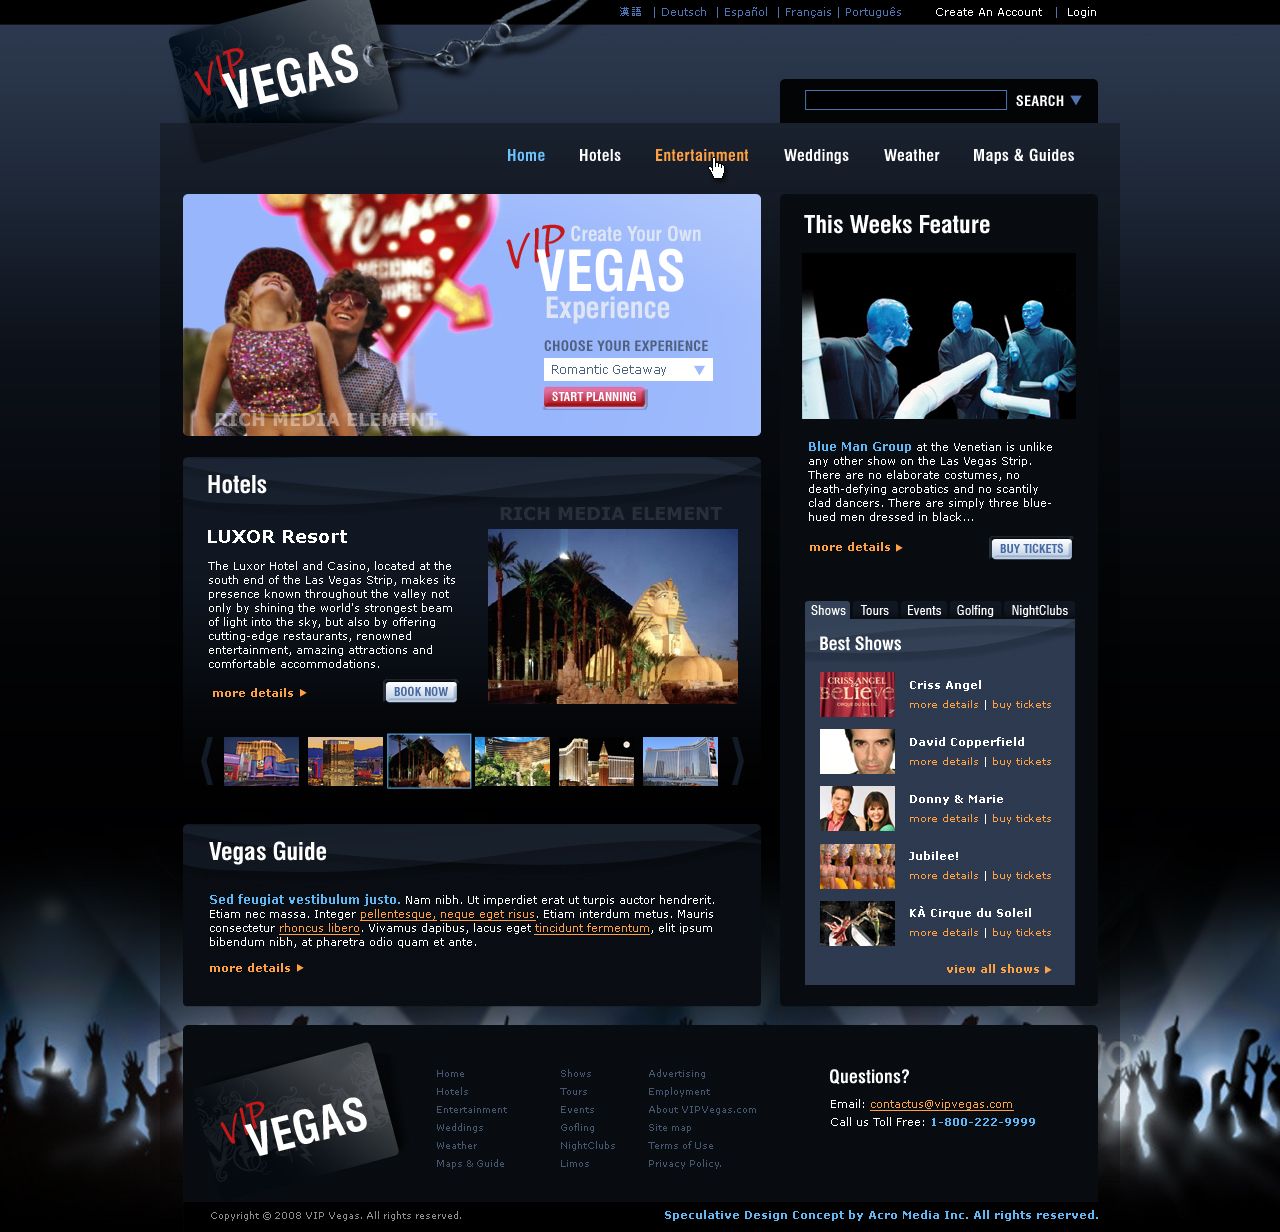 漢語 | Deutsch | Español | Français | Português Create An Account | Login
VIP VEGAS
SEARCH
Home Hotels Entertainment Weddings Weather Maps & Guides
Cupid's
WEDDING
VIP Create Your Own
VEGAS
Experience
CHOOSE YOUR EXPERIENCE
Romantic Getaway
START PLANNING
RICH MEDIA ELEMENT
This Weeks Feature
Blue Man Group at the Venetian is unlike
any other show on the Las Vegas Strip.
There are no elaborate costumes, no
death-defying acrobatics and no scantily
clad dancers. There are simply three blue-
hued men dressed in black...
more details
BUY TICKETS
Hotels
RICH MEDIA ELEMENT
LUXOR Resort
The Luxor Hotel and Casino, located at the
south end of the Las Vegas Strip, makes its
presence known throughout the valley not
only by shining the world's strongest beam
of light into the sky, but also by offering
cutting-edge restaurants, renowned
entertainment, amazing attractions and
comfortable accommodations.
more details
BOOK NOW
Shows Tours Events Golfing NightClubs
Best Shows
CRISS ANGEL
BELIEVE
CIRQUE DU SOLEIL
Criss Angel
more details | buy tickets
David Copperfield
more details | buy tickets
Donny & Marie
more details | buy tickets
Jubilee!
more details | buy tickets
KÀ Cirque du Soleil
more details | buy tickets
view all shows
Vegas Guide
Sed feugiat vestibulum justo. Nam nibh. Ut imperdiet erat ut turpis auctor hendrerit.
Etiam nec massa. Integer pellentesque, neque eget risus. Etiam interdum metus. Mauris
consectetur rhoncus libero. Vivamus dapibus, lacus eget tincidunt fermentum, elit ipsum
bibendum nibh, at pharetra odio quam et ante.
more details
VIP VEGAS
Home
Hotels
Entertainment
Weddings
Weather
Maps & Guide
Shows
Tours
Events
Gofling
NightClubs
Limos
Advertising
Employment
About VIPVegas.com
Site map
Terms of Use
Privacy Policy.
Questions?
Email: contactus@vipvegas.com
Call us Toll Free: 1-800-222-9999
Copyright © 2008 VIP Vegas. All rights reserved.
Speculative Design Concept by Acro Media Inc. All rights reserved.